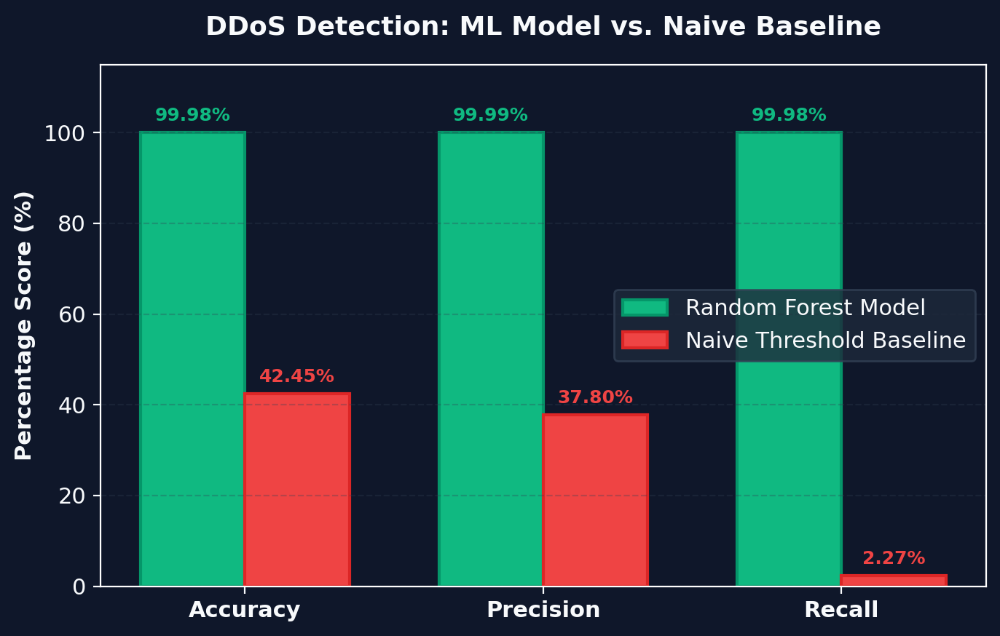 DDoS Detection: ML Model vs. Naive Baseline
Percentage Score (%)
100
80
60
40
20
0
99.98%
42.45%
99.99%
37.80%
99.98%
2.27%
Random Forest Model
Naive Threshold Baseline
Accuracy
Precision
Recall